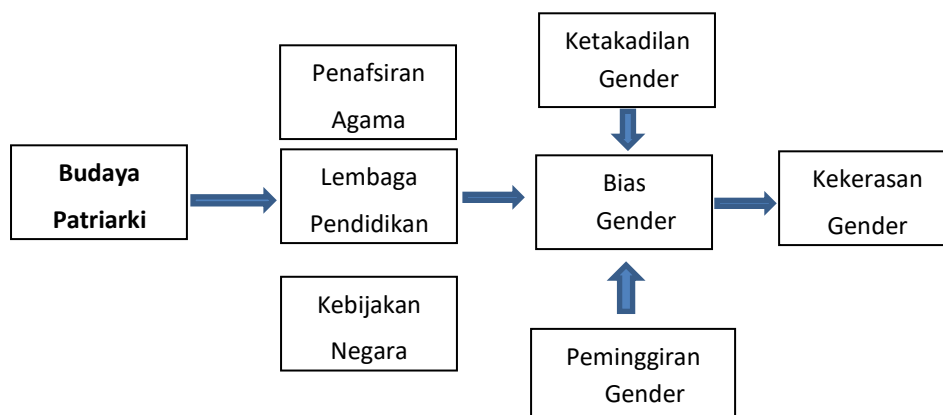 Budaya
Patriarki
Penafsiran
Agama
Lembaga
Pendidikan
Kebijakan
Negara
Ketakadilan
Gender
Bias
Gender
Peminggiran
Gender
Kekerasan
Gender